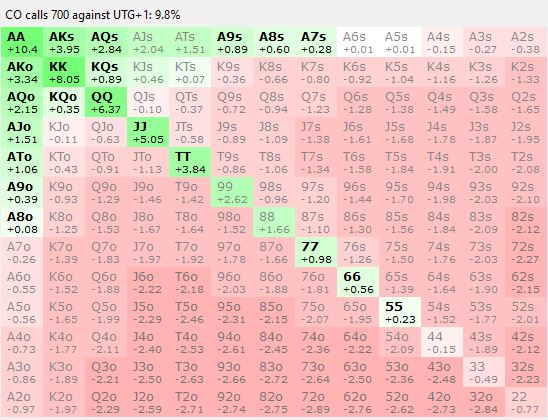 CO calls 700 against UTG+1: 9.8%
AA AKs AQs AJs ATs A9s A8s A7s A6s A5s A4s A3s A2s
+10.4 +3.95 +2.84 +2.04 +1.51 +0.89 +0.60 +0.28 +0.01 +0.01 -0.15 -0.27 -0.38
AKo KK KQs KJs KTs K9s K8s K7s K6s K5s K4s K3s K2s
+3.34 +8.05 +0.89 +0.46 +0.07 -0.36 -0.66 -0.80 -0.92 -1.04 -1.16 -1.26 -1.33
AQo KQo QQ QJs QTs Q9s Q8s Q7s Q6s Q5s Q4s Q3s Q2s
+2.15 +0.35 +6.37 -0.10 -0.37 -0.72 -0.94 -1.23 -1.28 -1.38 -1.49 -1.58 -1.65
AJo KJo QJo JJ JTs J9s J8s J7s J6s J5s J4s J3s J2s
+1.51 -0.11 -0.63 +5.05 -0.58 -0.89 -1.09 -1.38 -1.61 -1.68 -1.78 -1.87 -1.95
ATo KTo QTo JTo TT T9s T8s T7s T6s T5s T4s T3s T2s
+1.06 -0.43 -0.91 -1.13 +3.84 -0.86 -1.06 -1.34 -1.58 -1.84 -1.91 -2.00 -2.08
A9o K9o Q9o J9o T9o 99 98s 97s 96s 95s 94s 93s 92s
+0.39 -0.93 -1.29 -1.46 -1.42 +2.62 -0.96 -1.20 -1.44 -1.70 -1.98 -2.03 -2.10
A8o K8o Q8o J8o T8o 98o 88 87s 86s 85s 84s 83s 82s
+0.08 -1.25 -1.53 -1.67 -1.64 -1.52 +1.66 -1.10 -1.30 -1.56 -1.84 -2.09 -2.12
A7o K7o Q7o J7o T7o 97o 87o 77 76s 75s 74s 73s 72s
-0.26 -1.39 -1.83 -1.97 -1.92 -1.78 -1.66 +0.98 -1.26 -1.50 -1.76 -2.03 -2.27
A6o K6o Q6o J6o T6o 96o 86o 76o 66 65s 64s 63s 62s
-0.55 -1.52 -1.88 -2.22 -2.18 -2.03 -1.88 -1.81 +0.56 -1.39 -1.64 -1.90 -2.15
A5o K5o Q5o J5o T5o 95o 85o 75o 65o 55 54s 53s 52s
-0.56 -1.65 -1.99 -2.29 -2.46 -2.31 -2.15 -2.07 -1.95 +0.23 -1.52 -1.77 -2.01
A4o K4o Q4o J4o T4o 94o 84o 74o 64o 54o 44 43s 42s
-0.73 -1.77 -2.11 -2.40 -2.53 -2.61 -2.45 -2.36 -2.22 -2.09 -0.15 -1.89 -2.12
A3o K3o Q3o J3o T3o 93o 83o 73o 63o 53o 43o 33 32s
-0.86 -1.89 -2.21 -2.50 -2.63 -2.66 -2.72 -2.64 -2.50 -2.36 -2.48 -0.49 -2.23
A2o K2o Q2o J2o T2o 92o 82o 72o 62o 52o 42o 32o 22
-0.97 -1.97 -2.29 -2.59 -2.71 -2.74 -2.75 -2.89 -2.76 -2.62 -2.73 -2.84 -0.77